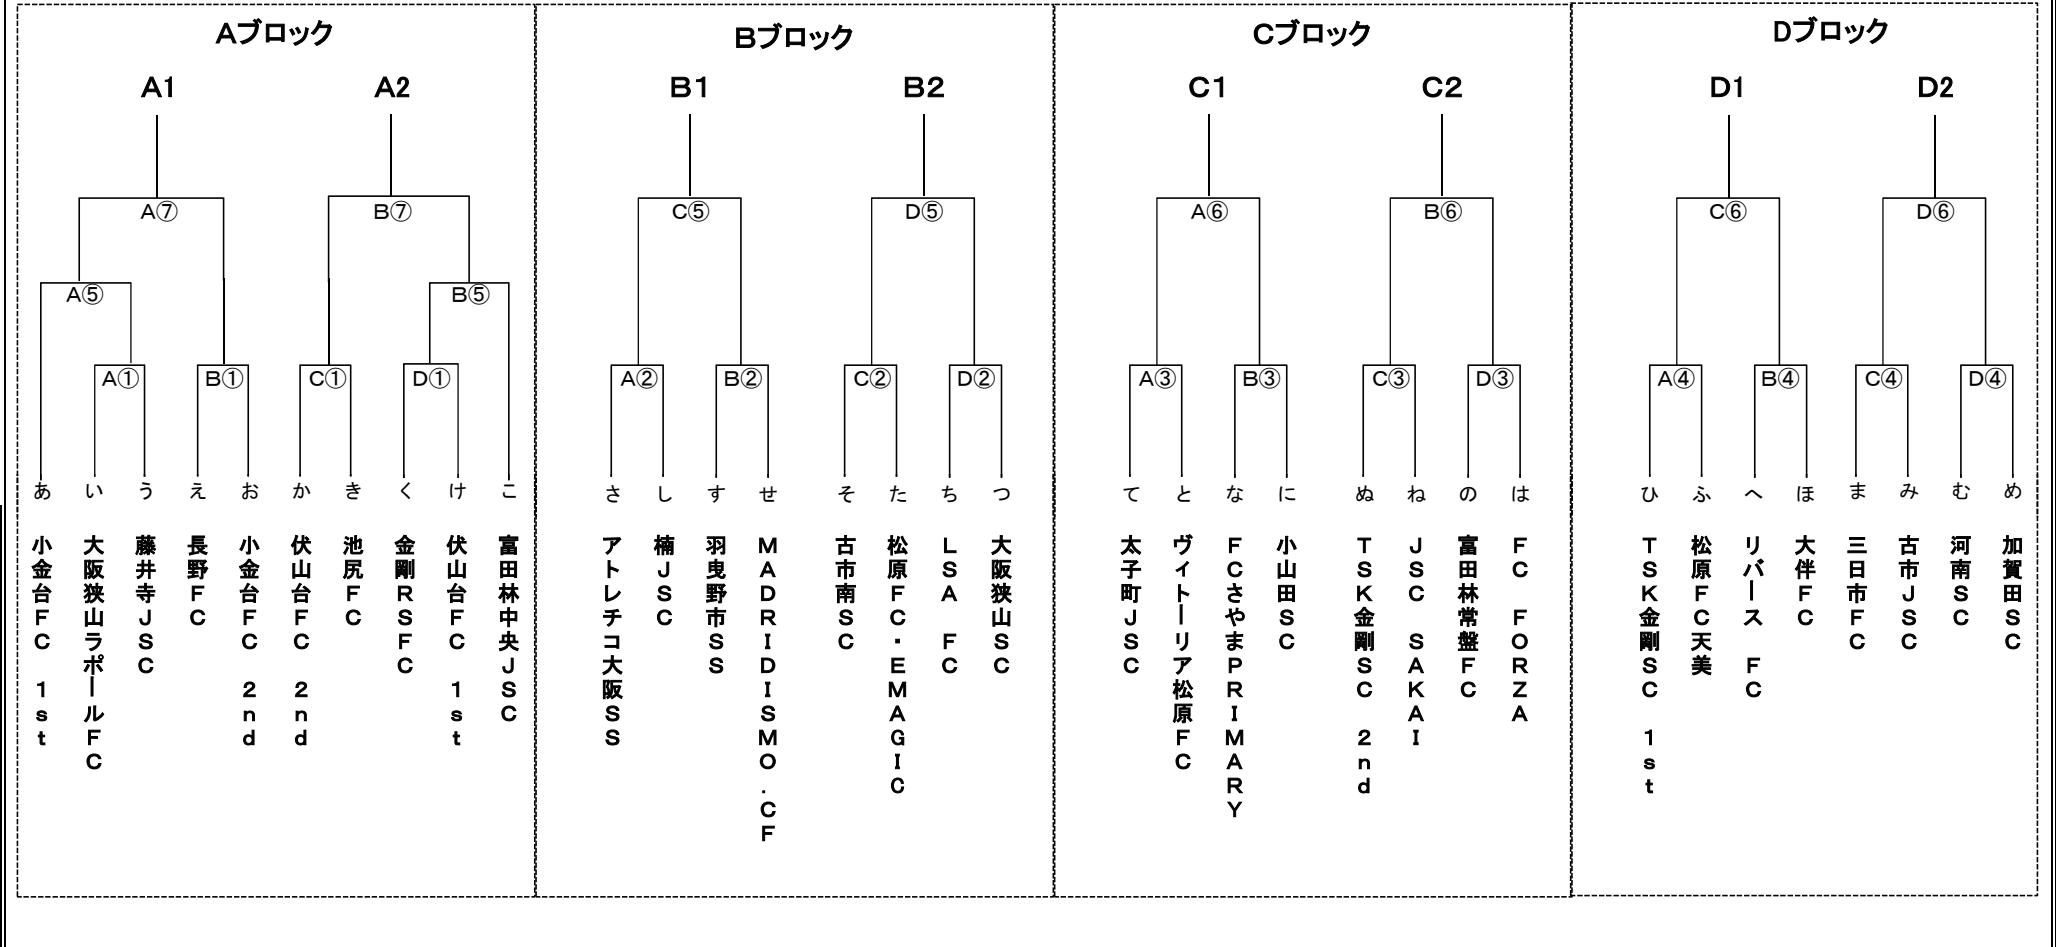 Aブロック
Bブロック
Cブロック
Dブロック
A1
A2
B1
B2
C1
C2
D1
D2
A⑦
B⑦
C⑤
D⑤
A⑥
B⑥
C⑥
D⑥
A⑤
B⑤
A①
B①
C①
D①
A②
B②
C②
D②
A③
B③
C③
D③
A④
B④
C④
D④
あ
い
う
え
お
か
き
く
け
こ
さ
し
す
せ
そ
た
ち
つ
て
と
な
に
ぬ
ね
の
は
ひ
ふ
へ
ほ
ま
み
む
め
小金台FC 1st
大阪狭山ラポールFC
藤井寺JSC
長野FC
小金台FC 2nd
伏山台FC 2nd
池尻FC
金剛RSFC
伏山台FC 1st
富田林中央JSC
アトレチコ大阪SS
楠JSC
羽曳野市SS
MADRIDISMO.CF
古市南SC
松原FC・EMAGIC
LSA FC
大阪狭山SC
太子町JSC
ヴィトーリア松原FC
FCさやまPRIMARY
小山田SC
TSK金剛SC 2nd
JSC SAKAI
富田林常盤FC
FC FORZA
TSK金剛SC 1st
松原FC天美
リバース FC
大伴FC
三日市FC
古市JSC
河南SC
加賀田SC